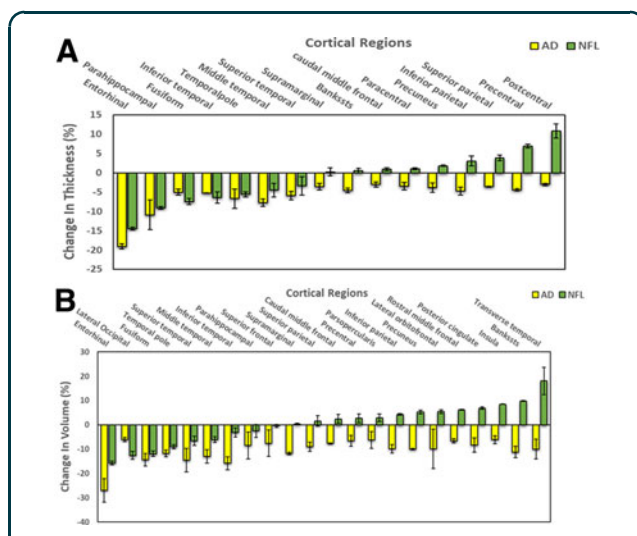 A
Cortical Regions
AD NFL
Entorhinal
Parahippocampal
Fusiform
Inferior temporal
Temporalpole
Middle temporal
Superior temporal
Supramarginal
Bankssts
caudal middle frontal
Paracentral
Precuneus
Inferior parietal
Superior parietal
Precentral
Postcentral
Change In Thickness (%)
15
10
5
0
-5
-10
-15
-20
-25
B
Cortical Regions
AD NFL
Entorhinal
Lateral Occipital
Fusiform
Temporal pole
Superior temporal
Middle temporal
Inferior temporal
Parahippocampal
Superior frontal
Supramarginal
Superior parietal
Caudal middle frontal
Precentral
Parsopercularis
Inferior parietal
Precuneus
Lateral orbitofrontal
Rostral middle frontal
Posterior cingulate
Insula
Bankssts
Transverse temporal
Change In Volume (%)
30
20
10
0
-10
-20
-30
-40